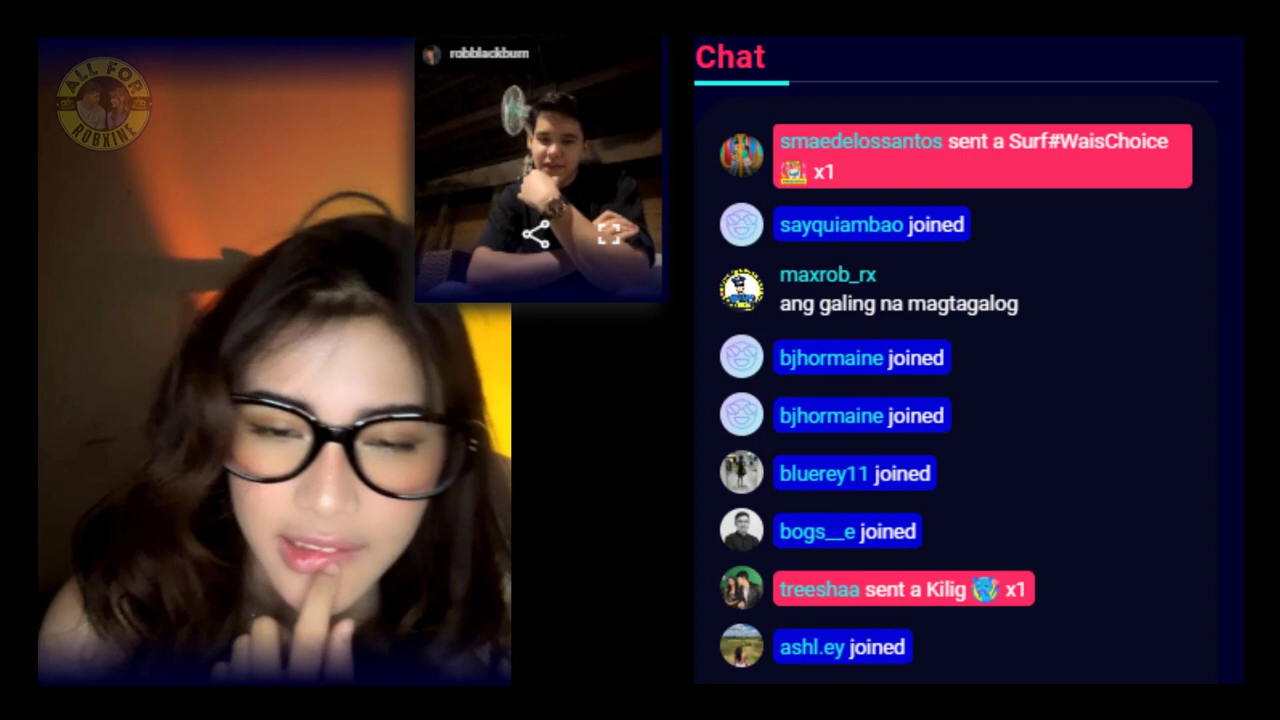 ALL FOR
ROBXINE
robblackburn
Chat
smaedelossantos sent a Surf#WaisChoice
x1
sayquiambao joined
maxrob_rx
ang galing na magtagalog
bjhormaine joined
bjhormaine joined
bluerey11 joined
bogs__e joined
treeshaa sent a Kilig x1
ashl.ey joined